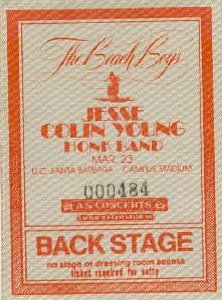 The Beach Boys
JESSE
COLIN YOUNG
HONK BAND
MAR. 23
U.C. SANTA BARBARA CAMPUS STADIUM
000484
A.S. CONCERTS
BACK STAGE
no stage or dressing room access
ticket required for entry